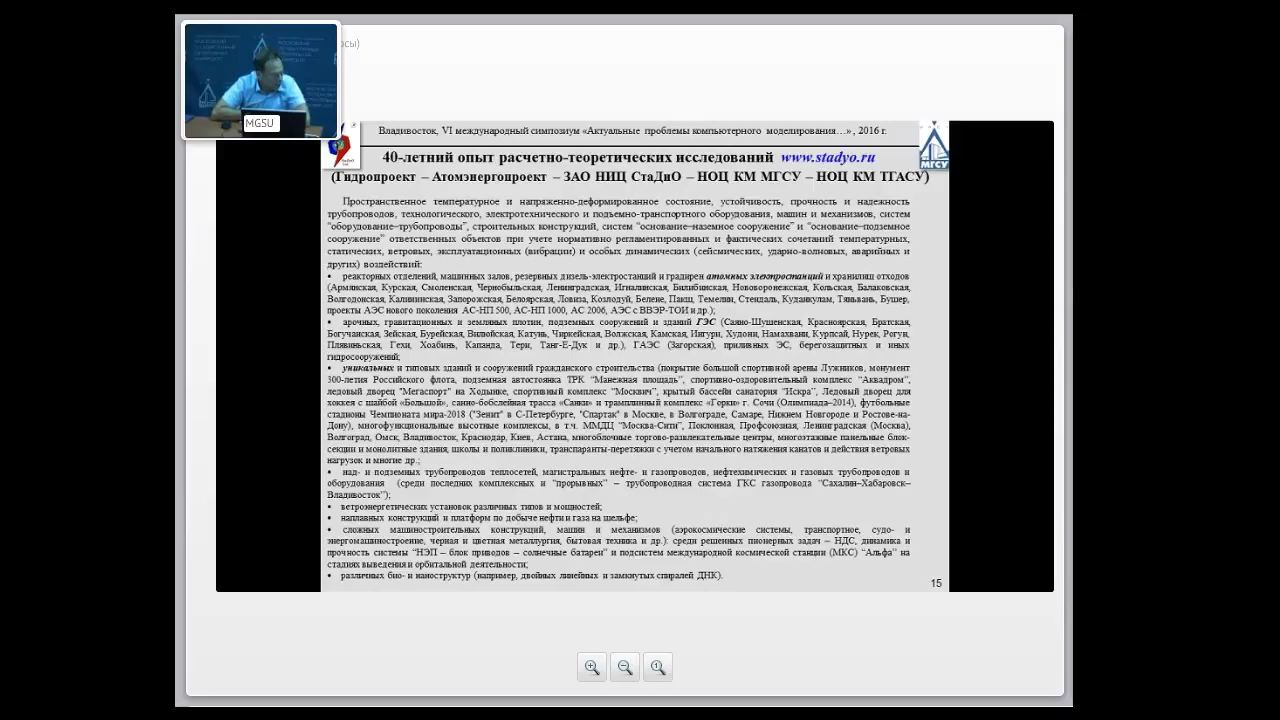 осы)
MGSU
Владивосток, VI международный симпозиум «Актуальные проблемы компьютерного моделирования…» , 2016 г.
МГСУ
40-летний опыт расчетно-теоретических исследований www.stadyo.ru
(Гидропроект – Атомэнергопроект – ЗАО НИЦ СтаДиО – НОЦ КМ МГСУ – НОЦ КМ ТГАСУ)
Пространственное температурное и напряженно-деформированное состояние, устойчивость, прочность и надежность
трубопроводов, технологического, электротехнического и подъемно-транспортного оборудования, машин и механизмов, систем
“оборудование–трубопроводы”, строительных конструкций, систем “основание–наземное сооружение” и “основание–подземное
сооружение” ответственных объектов при учете нормативно регламентированных и фактических сочетаний температурных,
статических, ветровых, эксплуатационных (вибрации) и особых динамических (сейсмических, ударно-волновых, аварийных и
других) воздействий:
• реакторных отделений, машинных залов, резервных дизель-электростанций и градирен атомных электростанций и хранилищ отходов
(Армянская, Курская, Смоленская, Чернобыльская, Ленинградская, Игналинская, Билибинская, Нововоронежская, Кольская, Балаковская,
Волгодонская, Калининская, Запорожская, Белоярская, Ловиза, Козлодуй, Белене, Пакш, Темелин, Стендаль, Куданкулам, Тяньвань, Бушер,
проекты АЭС нового поколения АС-НП 500, АС-НП 1000, АС 2006, АЭС с ВВЭР-ТОИ и др.);
• арочных, гравитационных и земляных плотин, подземных сооружений и зданий ГЭС (Саяно-Шушенская, Красноярская, Братская,
Богучанская, Зейская, Бурейская, Вилюйская, Катунь, Чиркейская, Волжская, Камская, Ингури, Худони, Намахвани, Курпсай, Нурек, Рогун,
Плявиньская, Гехи, Хоабинь, Капанда, Тери, Танг-Е-Дук и др.), ГАЭС (Загорская), приливных ЭС, берегозащитных и иных
гидросооружений;
• уникальных и типовых зданий и сооружений гражданского строительства (покрытие большой спортивной арены Лужников, монумент
300-летия Российского флота, подземная автостоянка ТРК “Манежная площадь”, спортивно-оздоровительный комплекс “Аквадром”,
ледовый дворец "Мегаспорт" на Ходынке, спортивный комплекс “Москвич”, крытый бассейн санатория “Искра”, Ледовый дворец для
хоккея с шайбой «Большой», санно-бобслейная трасса «Санки» и трамплинный комплекс «Горки» г. Сочи (Олимпиада–2014), футбольные
стадионы Чемпионата мира-2018 ("Зенит" в С-Петербурге, "Спартак" в Москве, в Волгограде, Самаре, Нижнем Новгороде и Ростове-на-
Дону), многофункциональные высотные комплексы, в т.ч. ММДЦ “Москва-Сити”, Поклонная, Профсоюзная, Ленинградская (Москва),
Волгоград, Омск, Владивосток, Краснодар, Киев, Астана, многоблочные торгово-развлекательные центры, многоэтажные панельные блок-
секции и монолитные здания, школы и поликлиники, транспаранты-перетяжки с учетом начального натяжения канатов и действия ветровых
нагрузок и многие др.;
• над- и подземных трубопроводов теплосетей, магистральных нефте- и газопроводов, нефтехимических и газовых трубопроводов и
оборудования (среди последних комплексных и “прорывных” – трубопроводная система ГКС газопровода “Сахалин–Хабаровск–
Владивосток”);
• ветроэнергетических установок различных типов и мощностей;
• наплавных конструкций и платформ по добыче нефти и газа на шельфе;
• сложных машиностроительных конструкций, машин и механизмов (аэрокосмические системы, транспортное, судо- и
энергомашиностроение, черная и цветная металлургия, бытовая техника и др.): среди решенных пионерных задач – НДС, динамика и
прочность системы “НЭП – блок приводов – солнечные батареи” и подсистем международной космической станции (МКС) “Альфа” на
стадиях выведения и орбитальной деятельности;
• различных био- и наноструктур (например, двойных линейных и замкнутых спиралей ДНК).
15